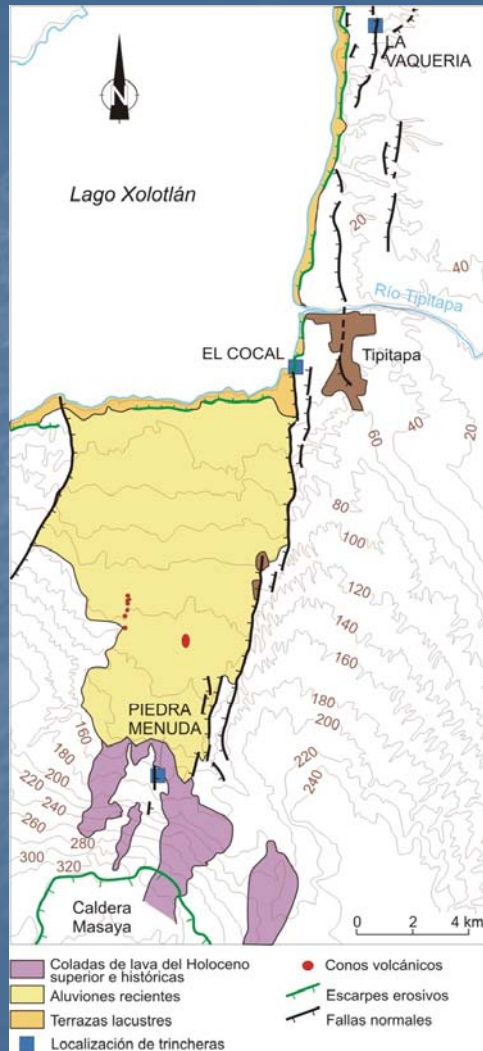 LA
VAQUERIA
N
Lago Xolotlán
20
40
Río Tipitapa
EL COCAL
Tipitapa
20
40
60
80
100
120
140
160
180
200
220
240
PIEDRA
MENUDA
160
180
200
220
240
260
280
300
320
Caldera
Masaya
0 2 4 km
Coladas de lava del Holoceno
superior e históricas
Aluviones recientes
Terrazas lacustres
Localización de trincheras
Conos volcánicos
Escarpes erosivos
Fallas normales